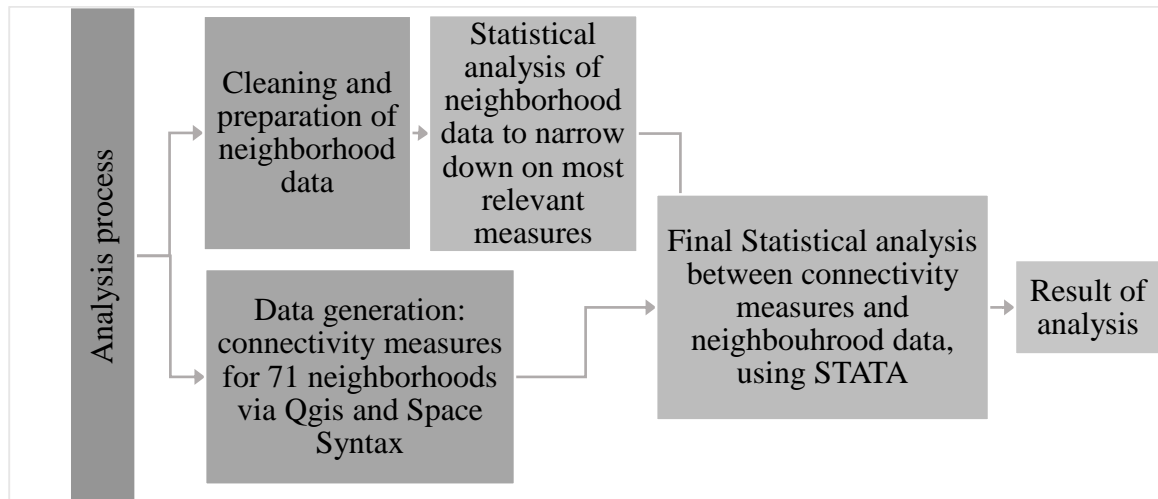 Analysis process
Cleaning and
preparation of
neighborhood
data
Statistical
analysis of
neighborhood
data to narrow
down on most
relevant
measures
Data generation:
connectivity measures
for 71 neighborhoods
via Qgis and Space
Syntax
Final Statistical analysis
between connectivity
measures and
neighbouhrood data,
using STATA
Result of
analysis